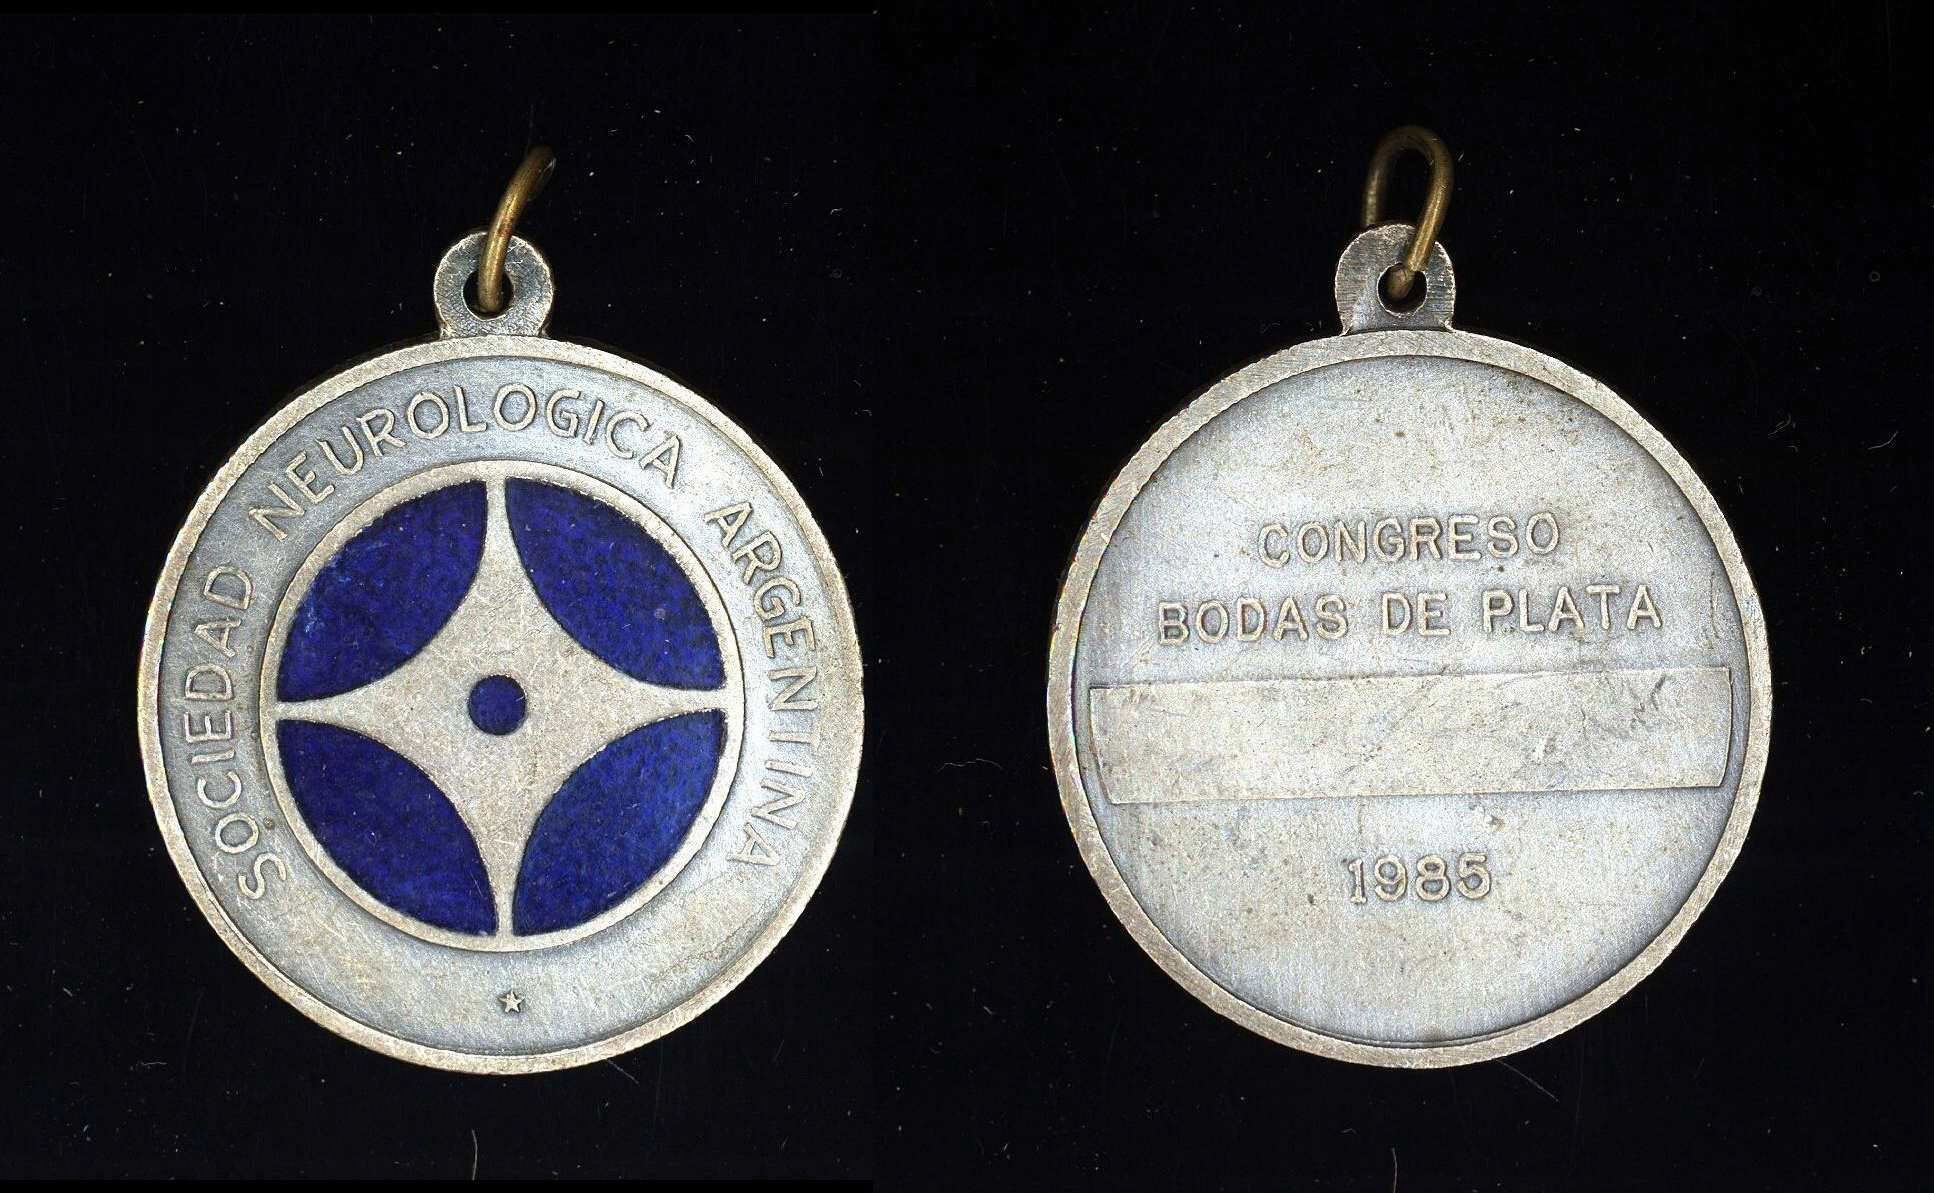 SOCIEDAD NEUROLOGICA ARGENTINA
CONGRESO
BODAS DE PLATA
1985